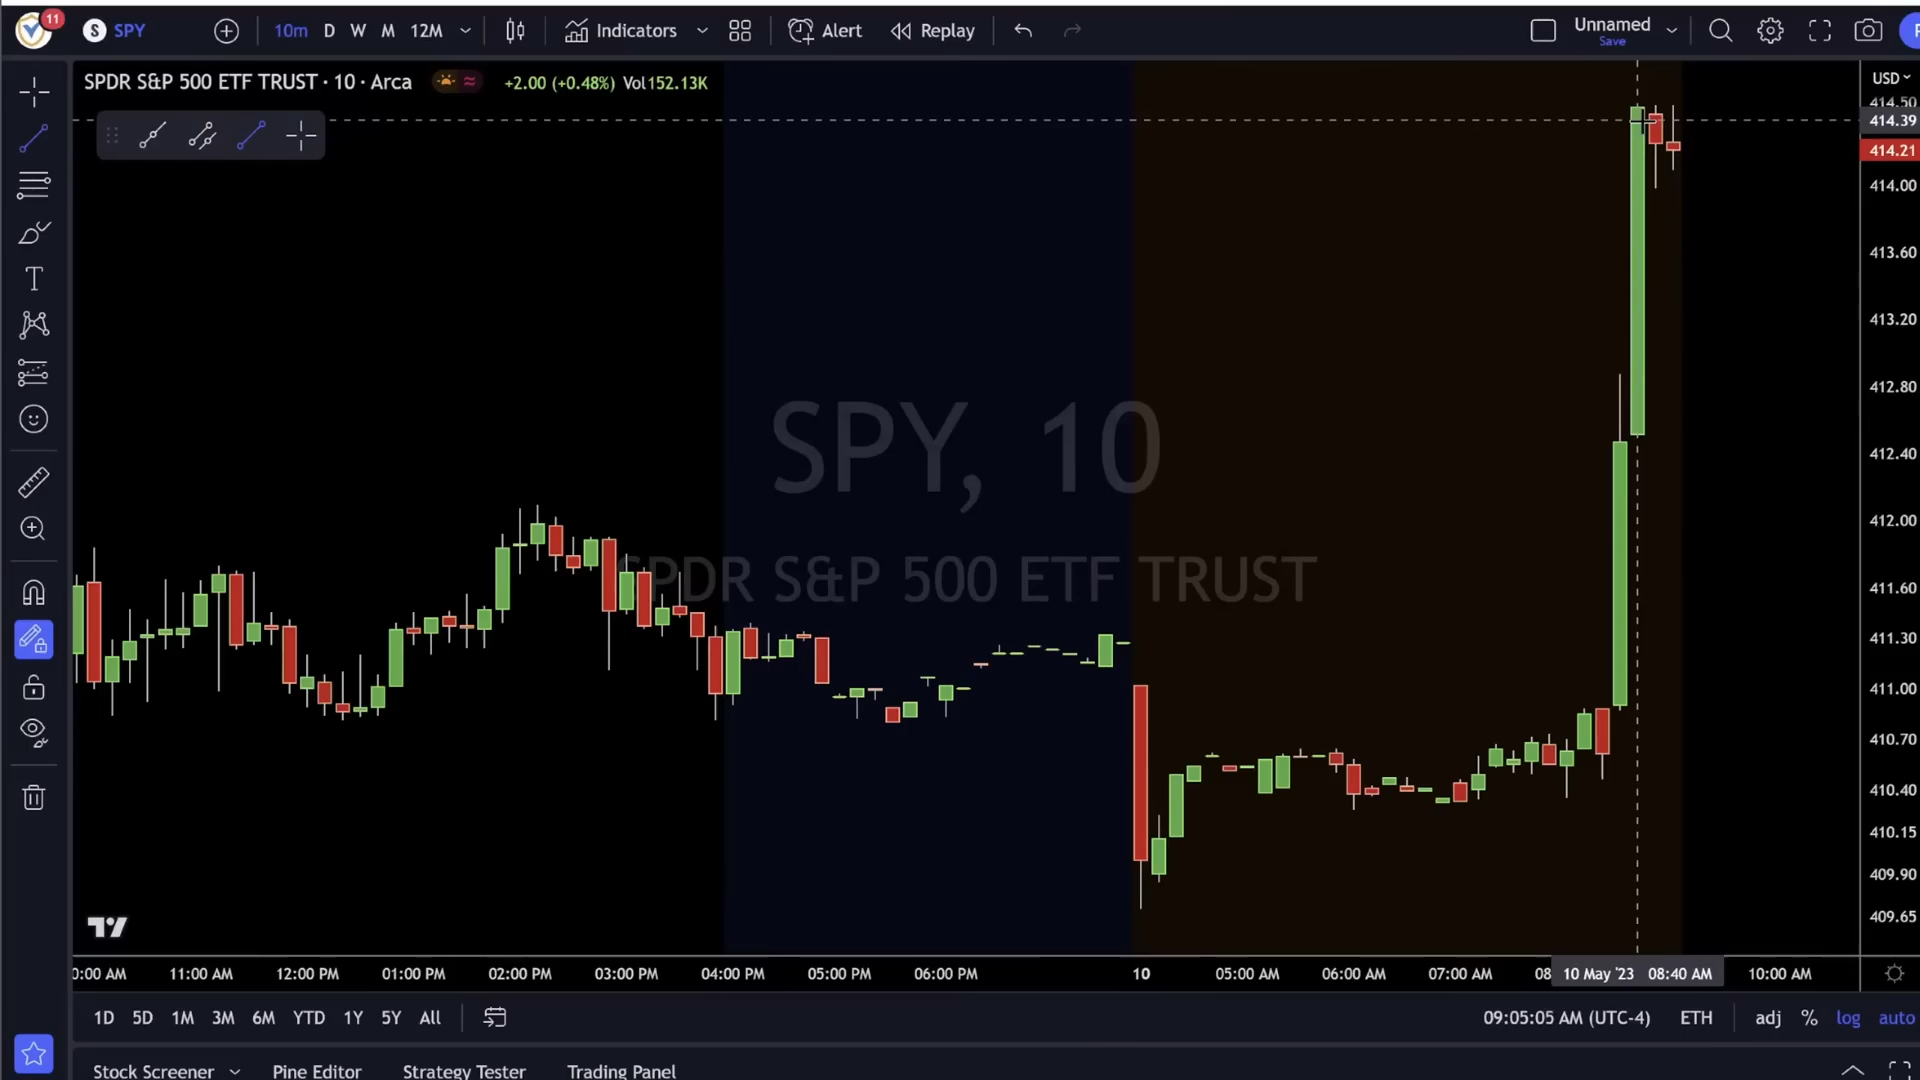 11
S SPY
10m D W M 12M
Indicators
Alert
Replay
Unnamed
Save
SPDR S&P 500 ETF TRUST · 10 · Arca
+2.00 (+0.48%) Vol152.13K
USD
414.50
414.39
414.21
414.00
413.60
413.20
412.80
412.40
412.00
411.60
411.30
411.00
410.70
410.40
410.15
409.90
409.65
SPY, 10
SPDR S&P 500 ETF TRUST
0:00 AM 11:00 AM 12:00 PM 01:00 PM 02:00 PM 03:00 PM 04:00 PM 05:00 PM 06:00 PM 10 05:00 AM 06:00 AM 07:00 AM 08 10 May '23 08:40 AM 10:00 AM
1D 5D 1M 3M 6M YTD 1Y 5Y All
09:05:05 AM (UTC-4) ETH adj % log auto
Stock Screener Pine Editor Strategy Tester Trading Panel